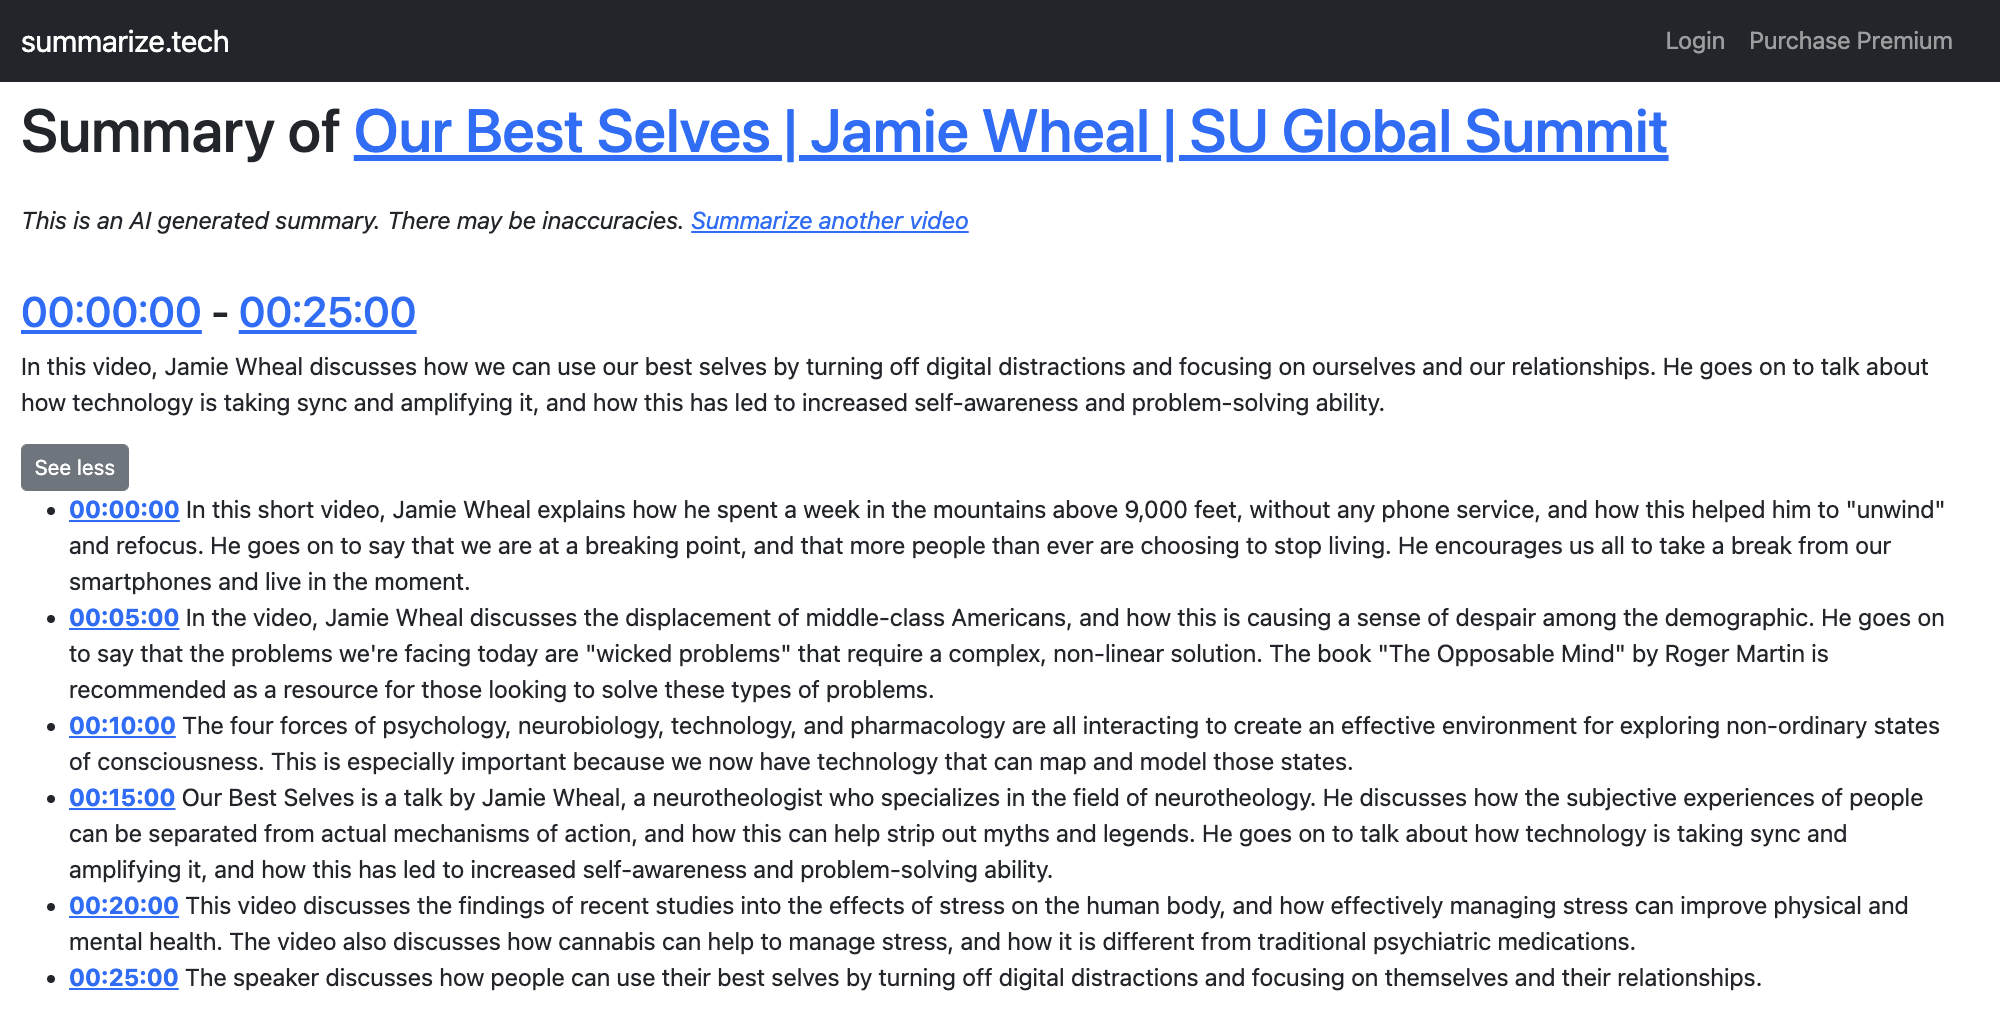 summarize.tech
Login Purchase Premium
Summary of Our Best Selves | Jamie Wheal | SU Global Summit
This is an AI generated summary. There may be inaccuracies. Summarize another video
00:00:00 - 00:25:00
In this video, Jamie Wheal discusses how we can use our best selves by turning off digital distractions and focusing on ourselves and our relationships. He goes on to talk about
how technology is taking sync and amplifying it, and how this has led to increased self-awareness and problem-solving ability.
See less
• 00:00:00 In this short video, Jamie Wheal explains how he spent a week in the mountains above 9,000 feet, without any phone service, and how this helped him to "unwind"
and refocus. He goes on to say that we are at a breaking point, and that more people than ever are choosing to stop living. He encourages us all to take a break from our
smartphones and live in the moment.
• 00:05:00 In the video, Jamie Wheal discusses the displacement of middle-class Americans, and how this is causing a sense of despair among the demographic. He goes on
to say that the problems we're facing today are "wicked problems" that require a complex, non-linear solution. The book "The Opposable Mind" by Roger Martin is
recommended as a resource for those looking to solve these types of problems.
• 00:10:00 The four forces of psychology, neurobiology, technology, and pharmacology are all interacting to create an effective environment for exploring non-ordinary states
of consciousness. This is especially important because we now have technology that can map and model those states.
• 00:15:00 Our Best Selves is a talk by Jamie Wheal, a neurotheologist who specializes in the field of neurotheology. He discusses how the subjective experiences of people
can be separated from actual mechanisms of action, and how this can help strip out myths and legends. He goes on to talk about how technology is taking sync and
amplifying it, and how this has led to increased self-awareness and problem-solving ability.
• 00:20:00 This video discusses the findings of recent studies into the effects of stress on the human body, and how effectively managing stress can improve physical and
mental health. The video also discusses how cannabis can help to manage stress, and how it is different from traditional psychiatric medications.
• 00:25:00 The speaker discusses how people can use their best selves by turning off digital distractions and focusing on themselves and their relationships.